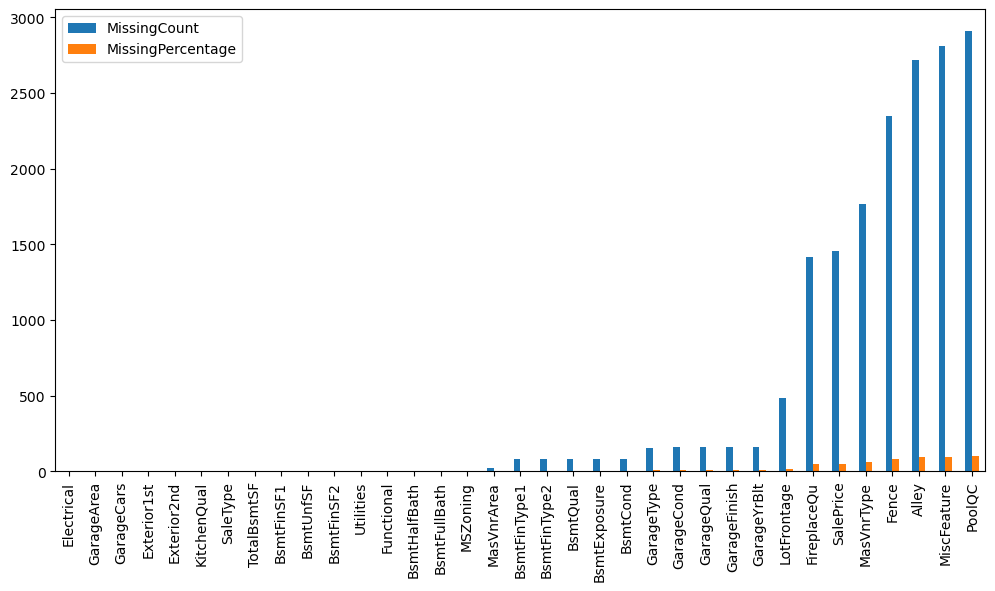 MissingCount
MissingPercentage
3000
2500
2000
1500
1000
500
0
Electrical
GarageArea
GarageCars
Exterior1st
Exterior2nd
KitchenQual
SaleType
TotalBsmtSF
BsmtFinSF1
BsmtUnfSF
BsmtFinSF2
Utilities
Functional
BsmtHalfBath
BsmtFullBath
MSZoning
MasVnrArea
BsmtFinType1
BsmtFinType2
BsmtQual
BsmtExposure
BsmtCond
GarageType
GarageCond
GarageQual
GarageFinish
GarageYrBlt
LotFrontage
FireplaceQu
SalePrice
MasVnrType
Fence
Alley
MiscFeature
PoolQC